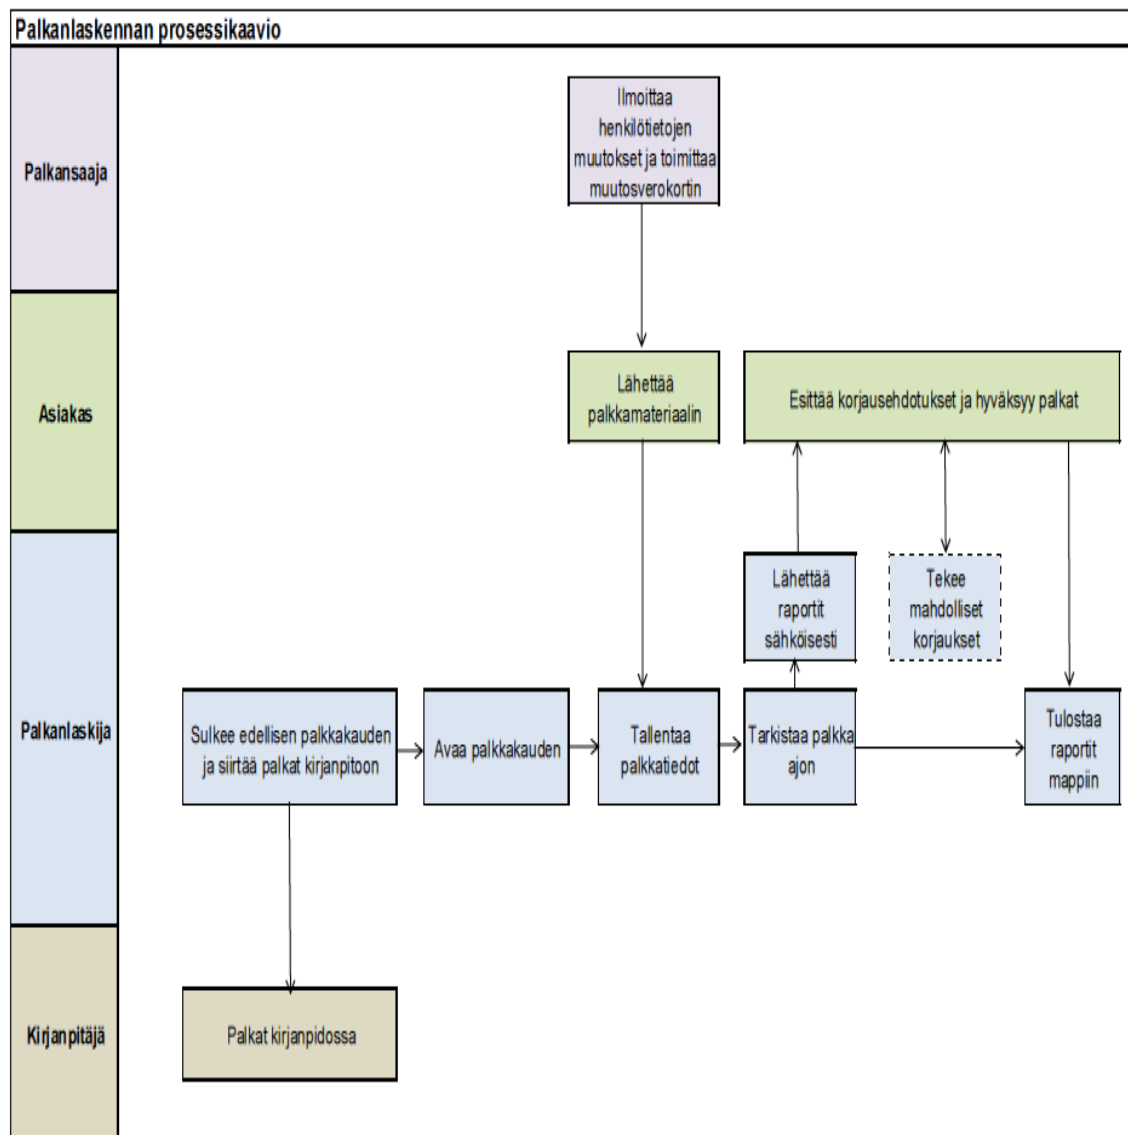 Palkanlaskennan prosessikaavio
Palkansaaja
Ilmoittaa
henkilötietojen
muutokset ja toimittaa
muutosverokortin
Asiakas
Lähettää
palkkamateriaalin
Esittää korjausehdotukset ja hyväksyy palkat
Palkanlaskija
Lähettää
raportit
sähköisesti
Tekee
mahdolliset
korjaukset
Sulkee edellisen palkkakauden
ja siirtää palkat kirjanpitoon
Avaa palkkakauden
Tallentaa
palkkatiedot
Tarkistaa palkka
ajon
Tulostaa
raportit
mappiin
Kirjanpitäjä
Palkat kirjanpidossa